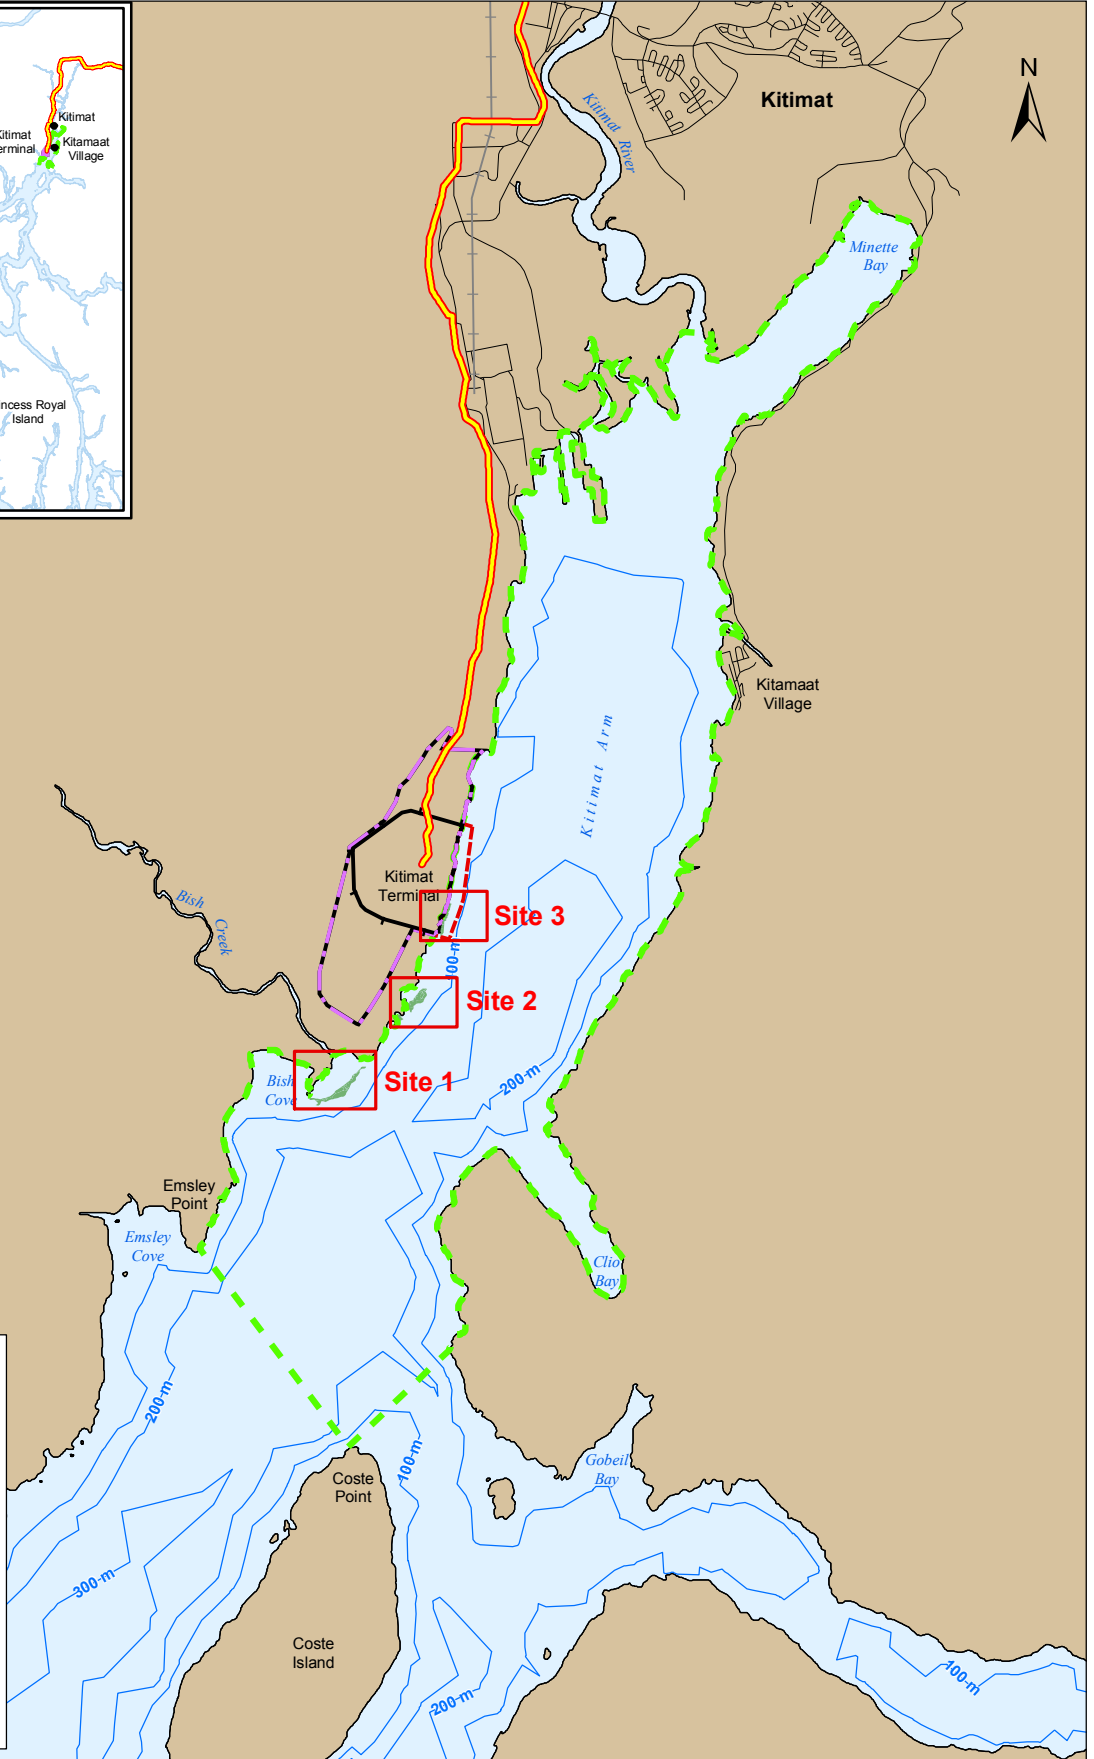 Kitimat
Kitamaat
Village
Island
N
Kitimat
Kitimat River
Minette
Bay
Kitamaat
Village
Kitimat Arm
Kitimat
Terminal
Bish
Creek
Site 3
Site 2
Site 1
Bish
Cove
200-m
Emsley
Point
Emsley
Cove
Clio
Bay
200-m
100-m
Coste
Point
Gobeil
Bay
300-m
Coste
Island
200-m
100-m